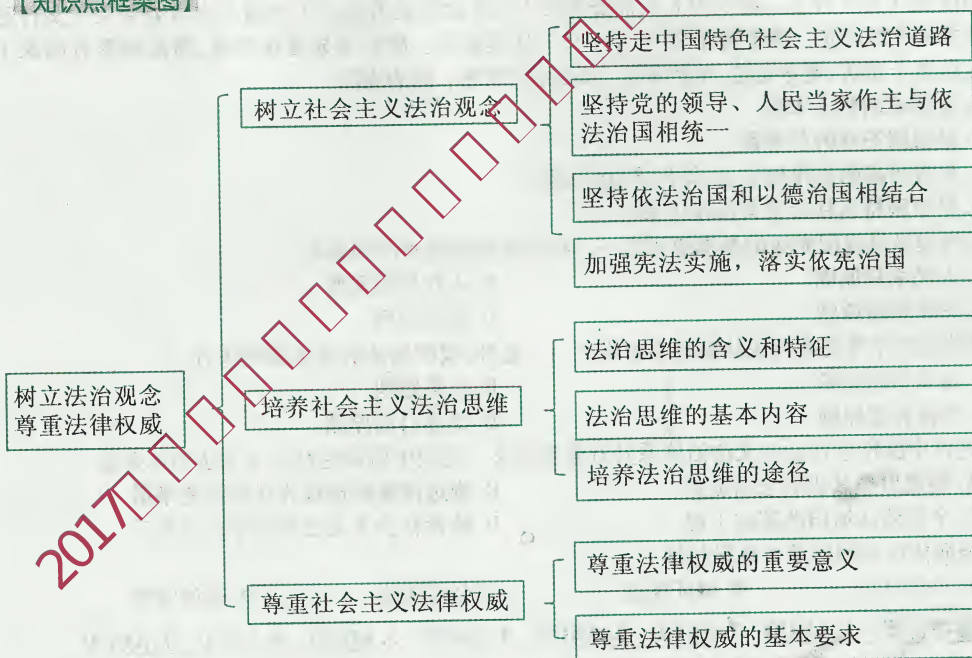 【知识点框架图】
坚持走中国特色社会主义法治道路
树立社会主义法治观念
坚持党的领导、人民当家作主与依
法治国相统一
坚持依法治国和以德治国相结合
加强宪法实施，落实依宪治国
法治思维的含义和特征
树立法治观念
尊重法律权威
培养社会主义法治思维
法治思维的基本内容
培养法治思维的途径
尊重社会主义法律权威
尊重法律权威的重要意义
尊重法律权威的基本要求
2017